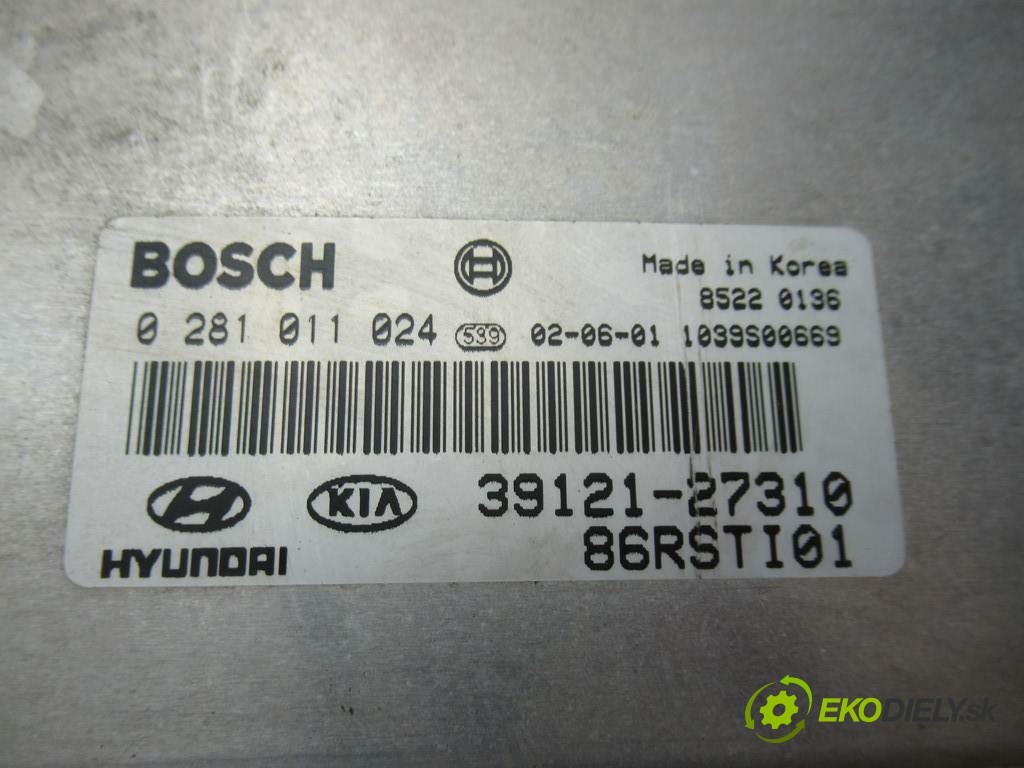 BOSCH
Made in Korea
8522 0136
0 281 011 024 539 02-06-01 1039S00669
KIA 39121-27310
HYUNDAI 86RSTI01
EKODIELY.sk